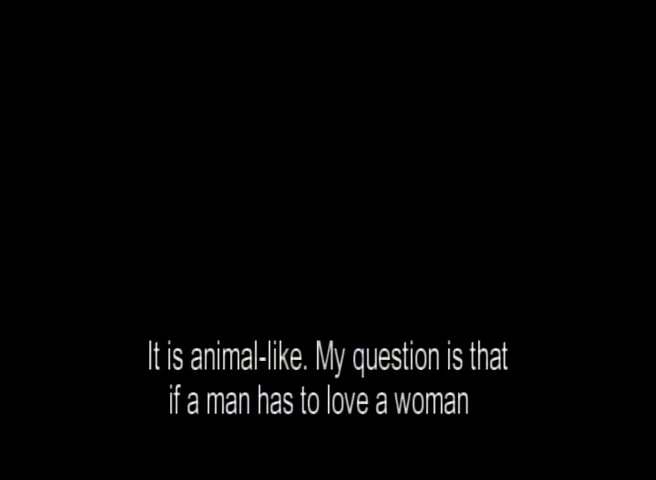 It is animal-like. My question is that
if a man has to love a woman